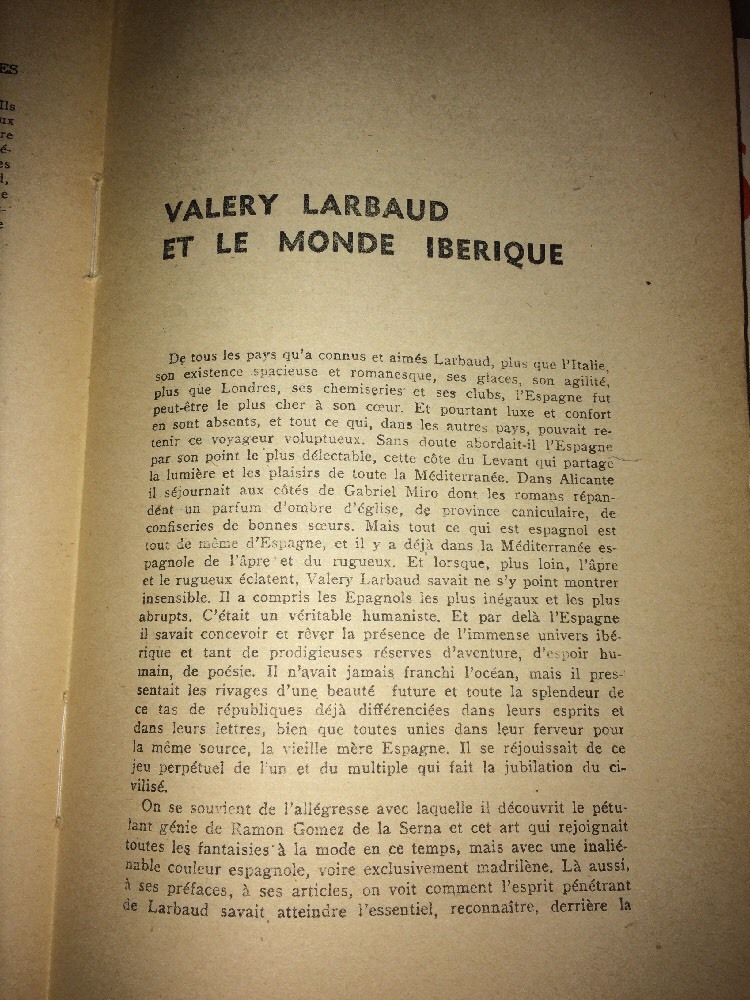 ES
Ils
ux
re
é-
es
d,
e
-
e
VALERY LARBAUD
ET LE MONDE IBERIQUE
De tous les pays qu'a connus et aimés Larbaud, plus que l'Italie,
son existence spacieuse et romanesque, ses glaces, son agilité,
plus que Londres, ses chemiseries et ses clubs, l'Espagne fut
peut-être le plus cher à son cœur. Et pourtant luxe et confort
en sont absents, et tout ce qui, dans les autres pays, pouvait re-
tenir ce voyageur voluptueux. Sans doute abordait-il l'Espagne
par son point le plus délectable, cette côte du Levant qui partage
la lumière et les plaisirs de toute la Méditerranée. Dans Alicante
il séjournait aux côtés de Gabriel Miro dont les romans répan-
dent un parfum d'ombre d'église, de province caniculaire, de
confiseries de bonnes sœurs. Mais tout ce qui est espagnol est
tout de même d'Espagne, et il y a déjà dans la Méditerranée es-
pagnole de l'âpre et du rugueux. Et lorsque, plus loin, l'âpre
et le rugueux éclatent, Valery Larbaud savait ne s'y point montrer
insensible. Il a compris les Epagnols les plus inégaux et les plus
abrupts. C'était un véritable humaniste. Et par delà l'Espagne
il savait concevoir et rêver la présence de l'immense univers ibé-
rique et tant de prodigieuses réserves d'aventure, d'espoir hu-
main, de poésie. Il n'avait jamais franchi l'océan, mais il pres-
sentait les rivages d'une beauté future et toute la splendeur de
ce tas de républiques déjà différenciées dans leurs esprits et
dans leurs lettres, bien que toutes unies dans leur ferveur pour
la même source, la vieille mère Espagne. Il se réjouissait de ce
jeu perpétuel de l'un et du multiple qui fait la jubilation du ci-
vilisé.
On se souvient de l'allégresse avec laquelle il découvrit le pétu-
lant génie de Ramon Gomez de la Serna et cet art qui rejoignait
toutes les fantaisies à la mode en ce temps, mais avec une inalié-
nable couleur espagnole, voire exclusivement madrilène. Là aussi,
à ses préfaces, à ses articles, on voit comment l'esprit pénétrant
de Larbaud savait atteindre l'essentiel, reconnaître, derrière la